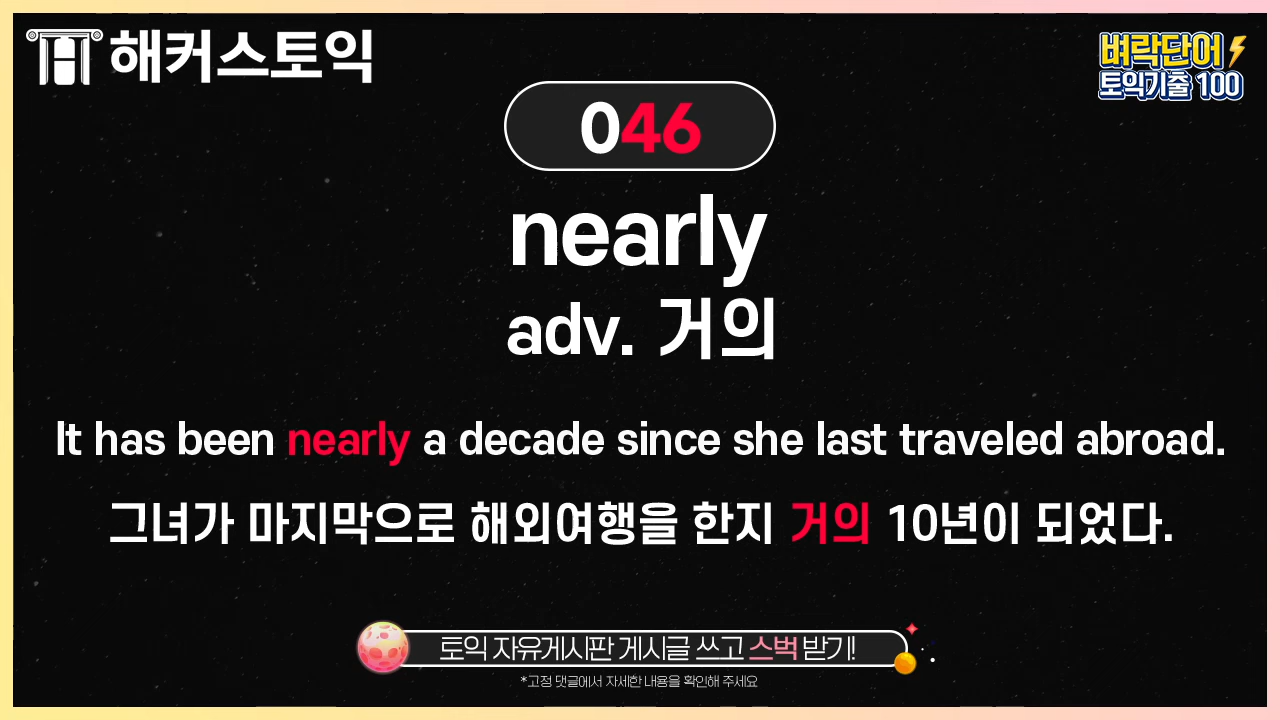 해커스토익
벼락단어
토익기출 100
046
nearly
adv. 거의
It has been nearly a decade since she last traveled abroad.
그녀가 마지막으로 해외여행을 한지 거의 10년이 되었다.
토익 자유게시판 게시글 쓰고 스벅 받기!
*고정 댓글에서 자세한 내용을 확인해 주세요